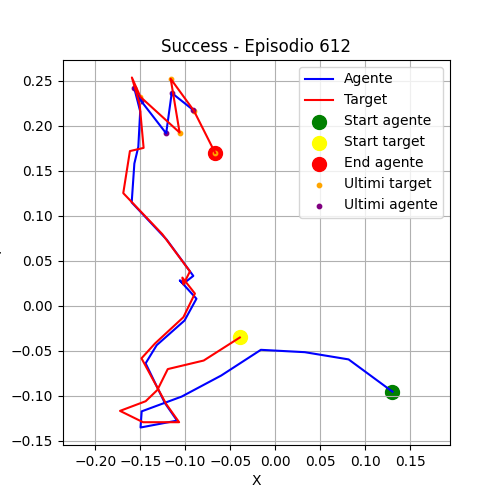 Success - Episodio 612
Agente
Target
Start agente
Start target
End agente
Ultimi target
Ultimi agente
0.25
0.20
0.15
0.10
0.05
0.00
−0.05
−0.10
−0.15
−0.20 −0.15 −0.10 −0.05 0.00 0.05 0.10 0.15
X